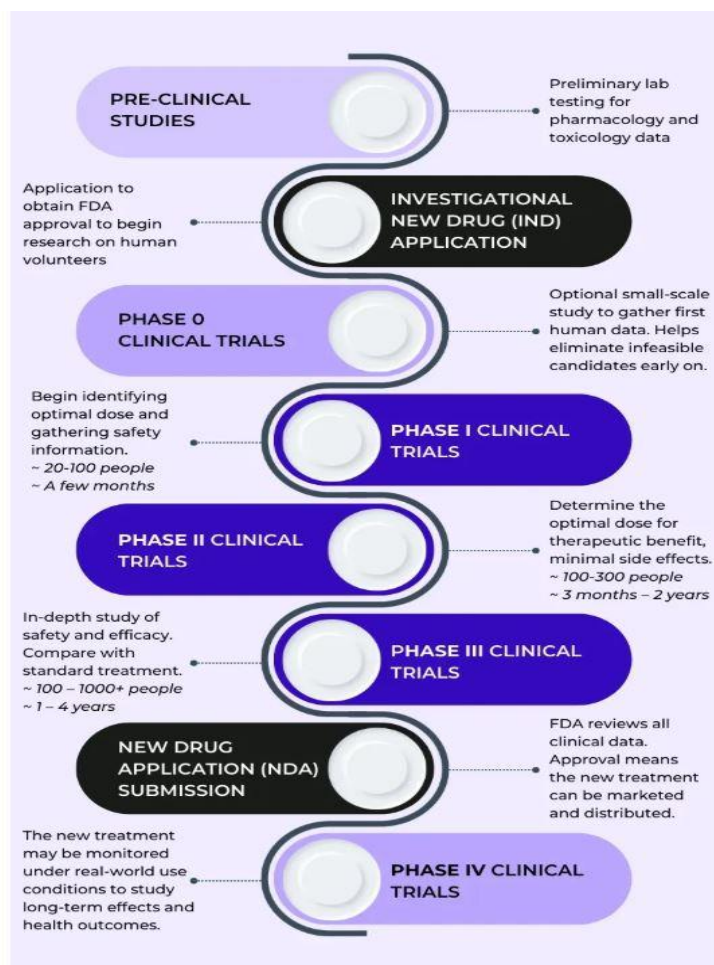 PRE-CLINICAL
STUDIES
Preliminary lab
testing for
pharmacology and
toxicology data
Application to
obtain FDA
approval to begin
research on human
volunteers
INVESTIGATIONAL
NEW DRUG (IND)
APPLICATION
PHASE 0
CLINICAL TRIALS
Optional small-scale
study to gather first
human data. Helps
eliminate infeasible
candidates early on.
Begin identifying
optimal dose and
gathering safety
information.
~ 20-100 people
~ A few months
PHASE I CLINICAL
TRIALS
PHASE II CLINICAL
TRIALS
Determine the
optimal dose for
therapeutic benefit,
minimal side effects.
~ 100-300 people
~ 3 months – 2 years
In-depth study of
safety and efficacy.
Compare with
standard treatment.
~ 100 – 1000+ people
~ 1 – 4 years
PHASE III CLINICAL
TRIALS
NEW DRUG
APPLICATION (NDA)
SUBMISSION
FDA reviews all
clinical data.
Approval means
the new treatment
can be marketed
and distributed.
The new treatment
may be monitored
under real-world use
conditions to study
long-term effects and
health outcomes.
PHASE IV CLINICAL
TRIALS